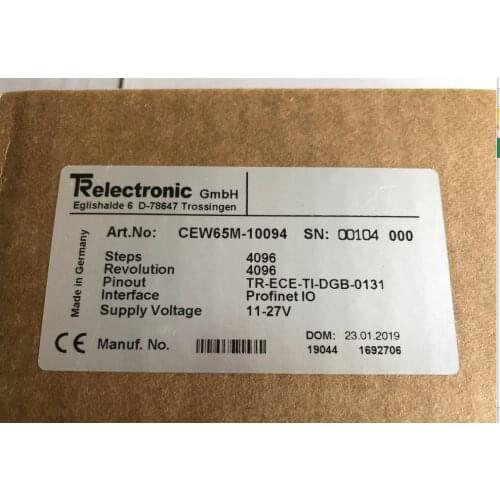 TRelectronic GmbH
Eglishalde 6 D-78647 Trossingen
Made in Germany
Art.No: CEW65M-10094 SN: 00104 000
Steps 4096
Revolution 4096
Pinout TR-ECE-TI-DGB-0131
Interface Profinet IO
Supply Voltage 11-27V
DOM: 23.01.2019
CE Manuf. No. 19044 1692706